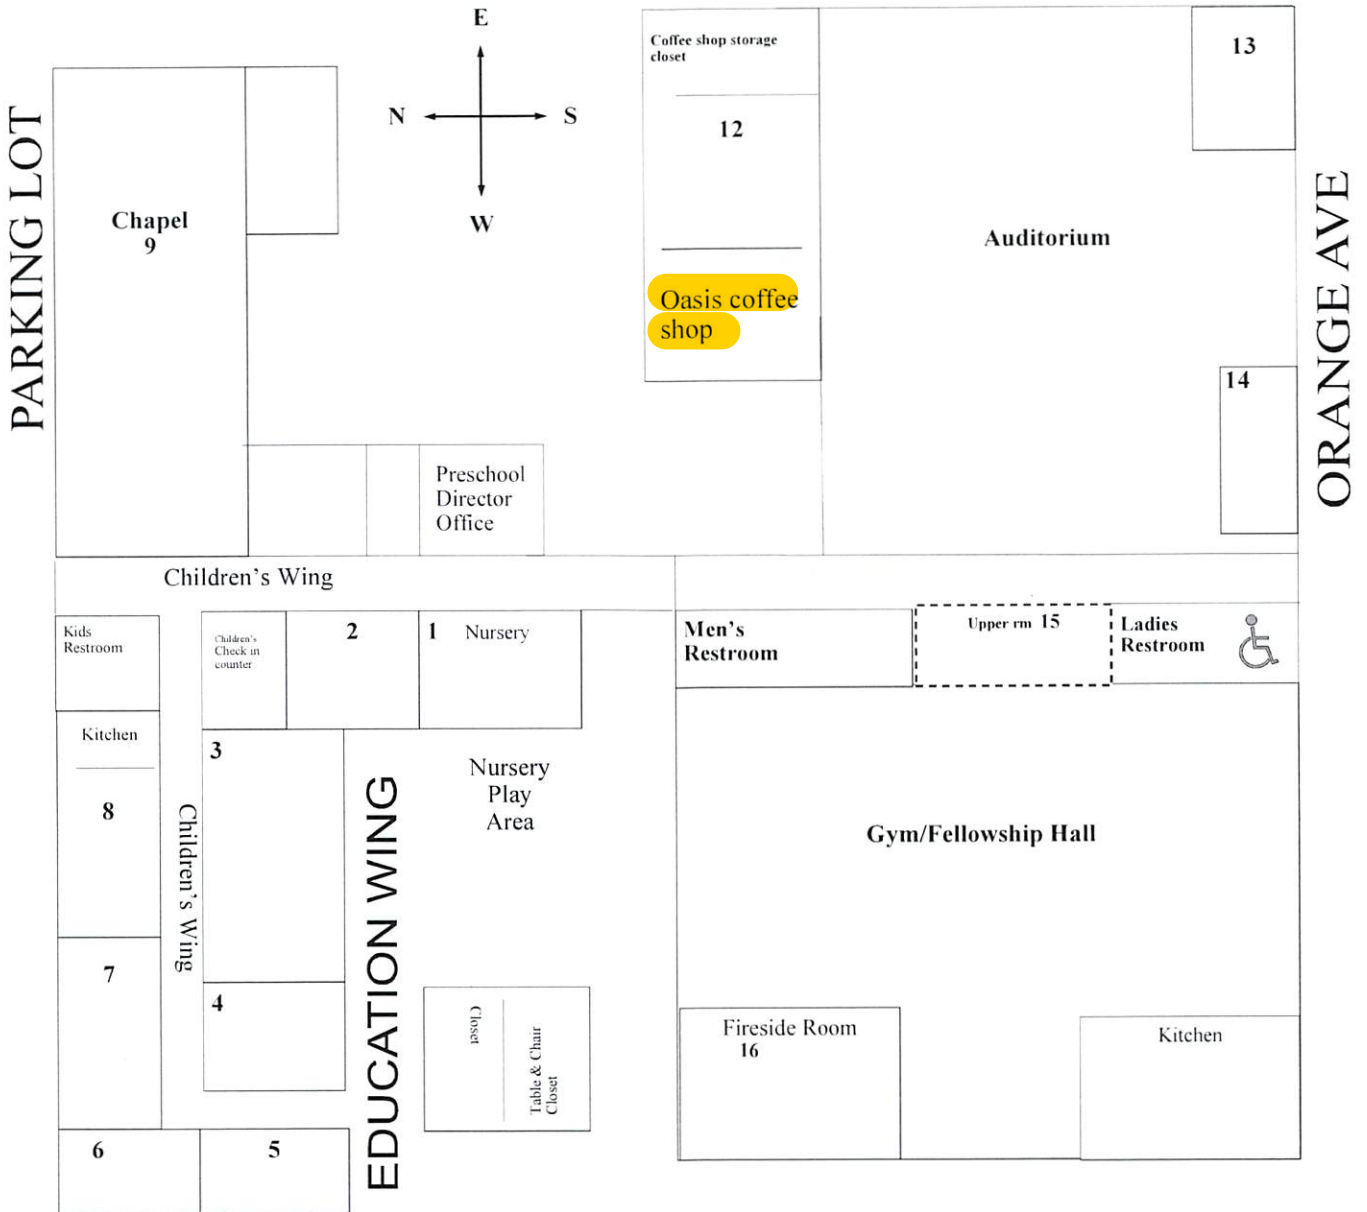 E
N
S
W
PARKING LOT
Chapel
9
Coffee shop storage
closet
12
Oasis coffee
shop
Auditorium
13
14
ORANGE AVE
Preschool
Director
Office
Children's Wing
Kids
Restroom
Children's
Check in
counter
2
1 Nursery
Men's
Restroom
Upper rm 15
Ladies
Restroom
Kitchen
8
3
Children's Wing
EDUCATION WING
Nursery
Play
Area
Gym/Fellowship Hall
7
4
Closet
Table & Chair
Closet
Fireside Room
16
Kitchen
6
5